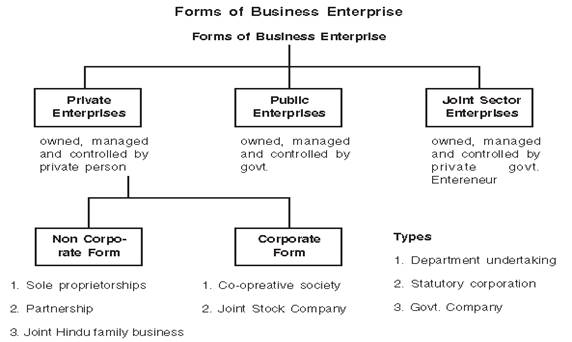 Forms of Business Enterprise
Forms of Business Enterprise
Private
Enterprises
owned, managed
and controlled by
private person
Public
Enterprises
owned, managed
and controlled by
govt.
Joint Sector
Enterprises
owned, managed
and controlled by
private govt.
Entereneur
Non Corpo-
rate Form
1. Sole proprietorships
2. Partnership
3. Joint Hindu family business
Corporate
Form
1. Co-opreative society
2. Joint Stock Company
Types
1. Department undertaking
2. Statutory corporation
3. Govt. Company